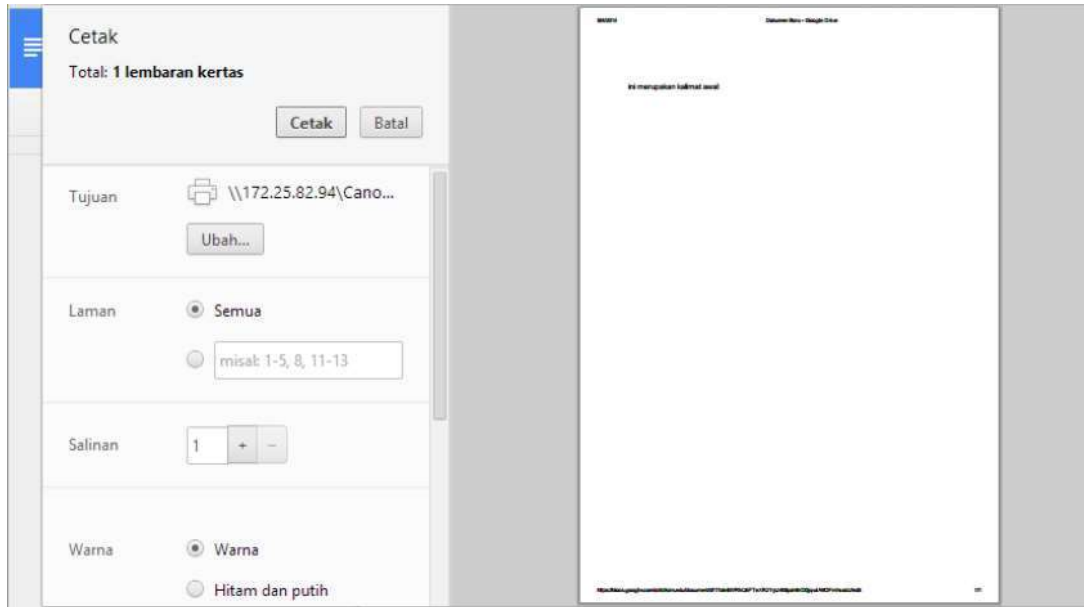 Cetak
Total: 1 lembaran kertas
Cetak Batal
Tujuan \\172.25.82.94\Cano...
Ubah...
Laman Semua
misal: 1-5, 8, 11-13
Salinan 1 + −
Warna Warna
Hitam dan putih
Dokumen Baru - Google Drive
Ini merupakan kalimat awal